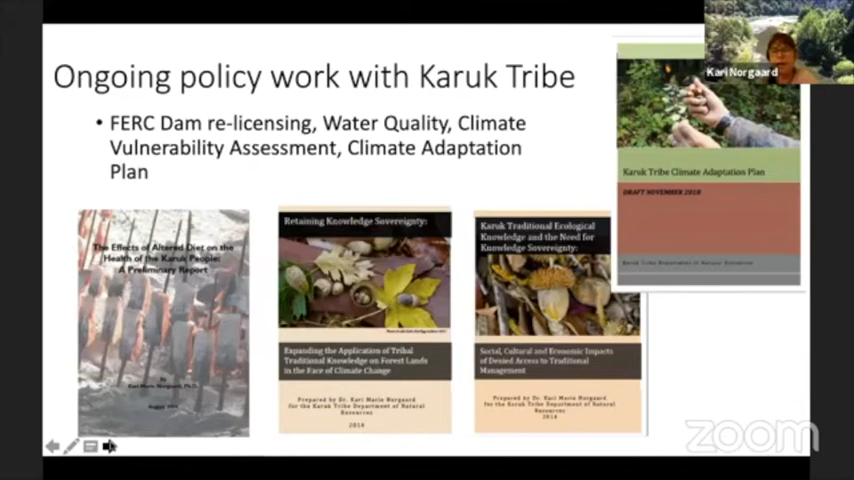 Ongoing policy work with Karuk Tribe
• FERC Dam re-licensing, Water Quality, Climate
Vulnerability Assessment, Climate Adaptation
Plan
Kari Norgaard
Karuk Tribe Climate Adaptation Plan
DRAFT NOVEMBER 2018
Karuk Tribe Department of Natural Resources
The Effects of Altered Diet on the
Health of the Karuk People:
A Preliminary Report
By
Kari Marie Norgaard, Ph.D.
Retaining Knowledge Sovereignty:
Expanding the Application of Tribal
Traditional Knowledge on Forest Lands
in the Face of Climate Change
Prepared by Dr. Kari Marie Norgaard
for the Karuk Tribe Department of Natural
Resources
2014
Karuk Traditional Ecological
Knowledge and the Need for
Knowledge Sovereignty:
Social, Cultural and Economic Impacts
of Denied Access to Traditional
Management
Prepared by Dr. Kari Marie Norgaard
for the Karuk Tribe Department of Natural
Resources
2014
zoom